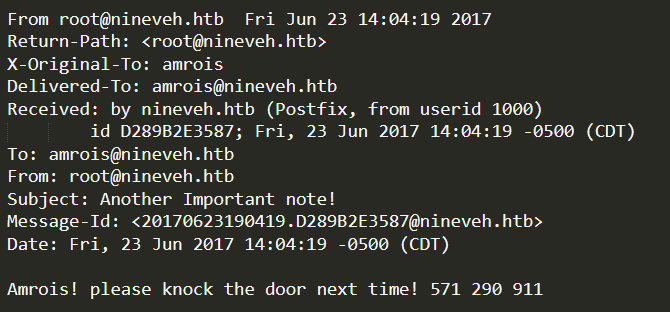 From root@nineveh.htb  Fri Jun 23 14:04:19 2017
Return-Path: <root@nineveh.htb>
X-Original-To: amrois
Delivered-To: amrois@nineveh.htb
Received: by nineveh.htb (Postfix, from userid 1000)
        id D289B2E3587; Fri, 23 Jun 2017 14:04:19 -0500 (CDT)
To: amrois@nineveh.htb
From: root@nineveh.htb
Subject: Another Important note!
Message-Id: <20170623190419.D289B2E3587@nineveh.htb>
Date: Fri, 23 Jun 2017 14:04:19 -0500 (CDT)

Amrois! please knock the door next time! 571 290 911